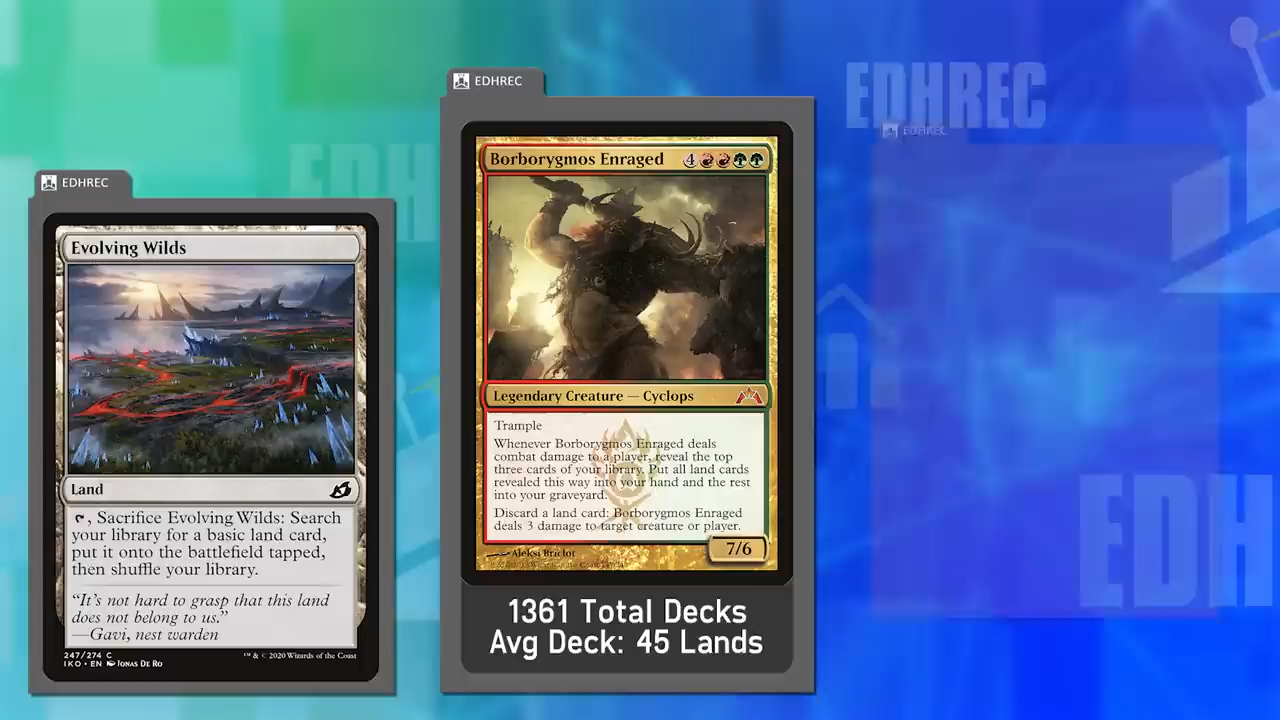 EDHREC
Evolving Wilds
Land
, Sacrifice Evolving Wilds: Search
your library for a basic land card,
put it onto the battlefield tapped,
then shuffle your library.
“It’s not hard to grasp that this land
does not belong to us.”
—Gavi, nest warden
247/274 C
IKO • EN Jonas De Ro
™ & © 2020 Wizards of the Coast
EDHREC
Borborygmos Enraged
4
Legendary Creature — Cyclops
Trample
Whenever Borborygmos Enraged deals
combat damage to a player, reveal the top
three cards of your library. Put all land cards
revealed this way into your hand and the rest
into your graveyard.
Discard a land card: Borborygmos Enraged
deals 3 damage to target creature or player.
7/6
Aleksi Briclot
1361 Total Decks
Avg Deck: 45 Lands
EDHREC
EDHREC
EDH
EDH